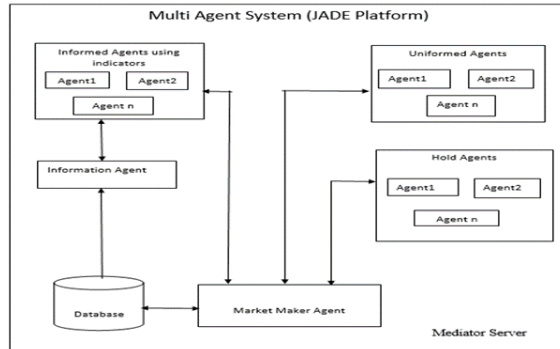 Multi Agent System (JADE Platform)
Informed Agents using
indicators
Agent1
Agent2
Agent n
Uniformed Agents
Agent1
Agent2
Agent n
Information Agent
Hold Agents
Agent1
Agent2
Agent n
Database
Market Maker Agent
Mediator Server